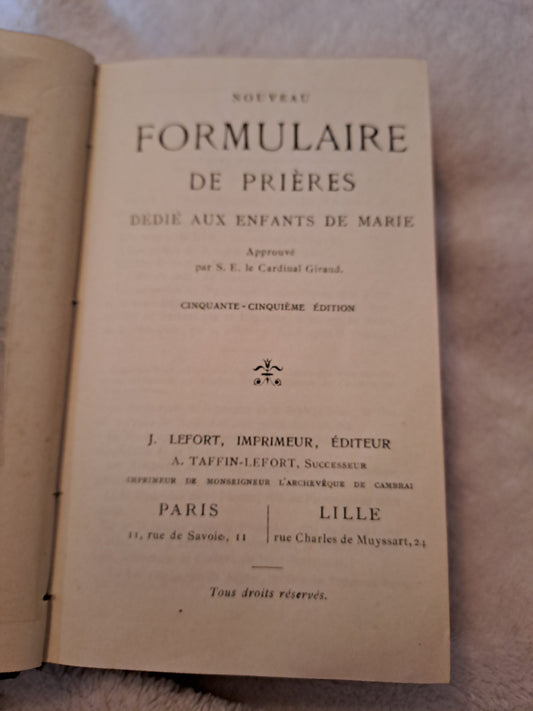 NOUVEAU
FORMULAIRE
DE PRIÈRES
DÉDIÉ AUX ENFANTS DE MARIE
Approuvé
par S. E. le Cardinal Giraud.
CINQUANTE-CINQUIÈME ÉDITION
J. LEFORT, IMPRIMEUR, ÉDITEUR
A. TAFFIN-LEFORT, SUCCESSEUR
IMPRIMEUR DE MONSEIGNEUR L'ARCHEVÊQUE DE CAMBRAI
PARIS
11, rue de Savoie, 11
LILLE
rue Charles de Muyssart, 24
Tous droits réservés.